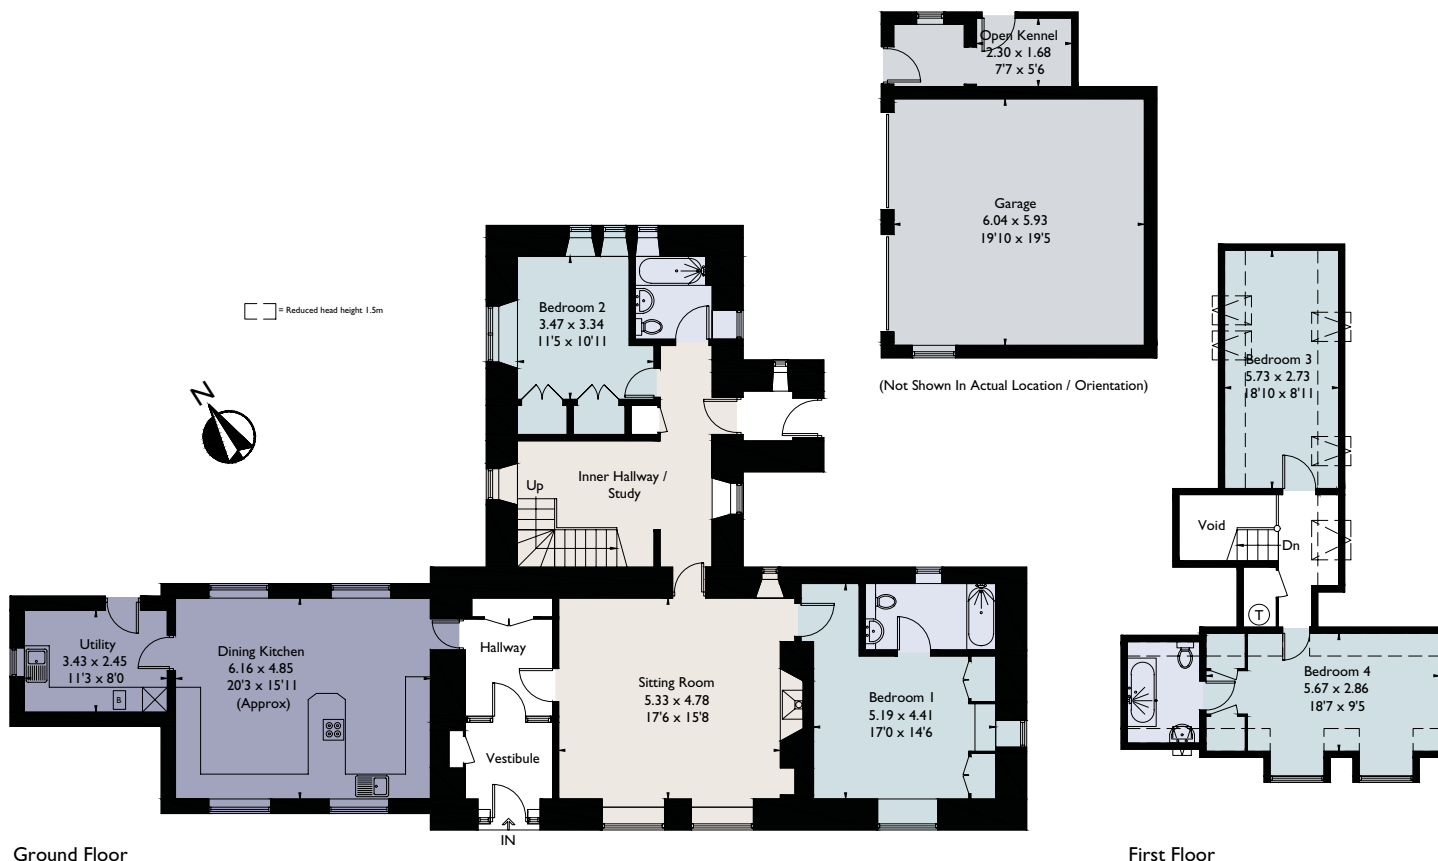 Open Kennel
2.30 x 1.68
7'7 x 5'6
Garage
6.04 x 5.93
19'10 x 19'5
(Not Shown In Actual Location / Orientation)
= Reduced head height 1.5m
N
Bedroom 2
3.47 x 3.34
11'5 x 10'11
Inner Hallway /
Study
Up
Utility
3.43 x 2.45
11'3 x 8'0
B
Dining Kitchen
6.16 x 4.85
20'3 x 15'11
(Approx)
Hallway
Vestibule
IN
Sitting Room
5.33 x 4.78
17'6 x 15'8
Bedroom 1
5.19 x 4.41
17'0 x 14'6
Bedroom 3
5.73 x 2.73
18'10 x 8'11
Void
Dn
T
Bedroom 4
5.67 x 2.86
18'7 x 9'5
Ground Floor
First Floor